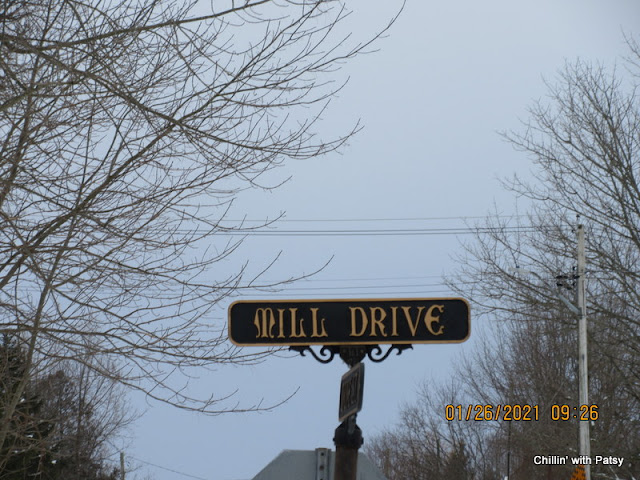 MILL DRIVE
01/26/2021 09:26
Chillin' with Patsy